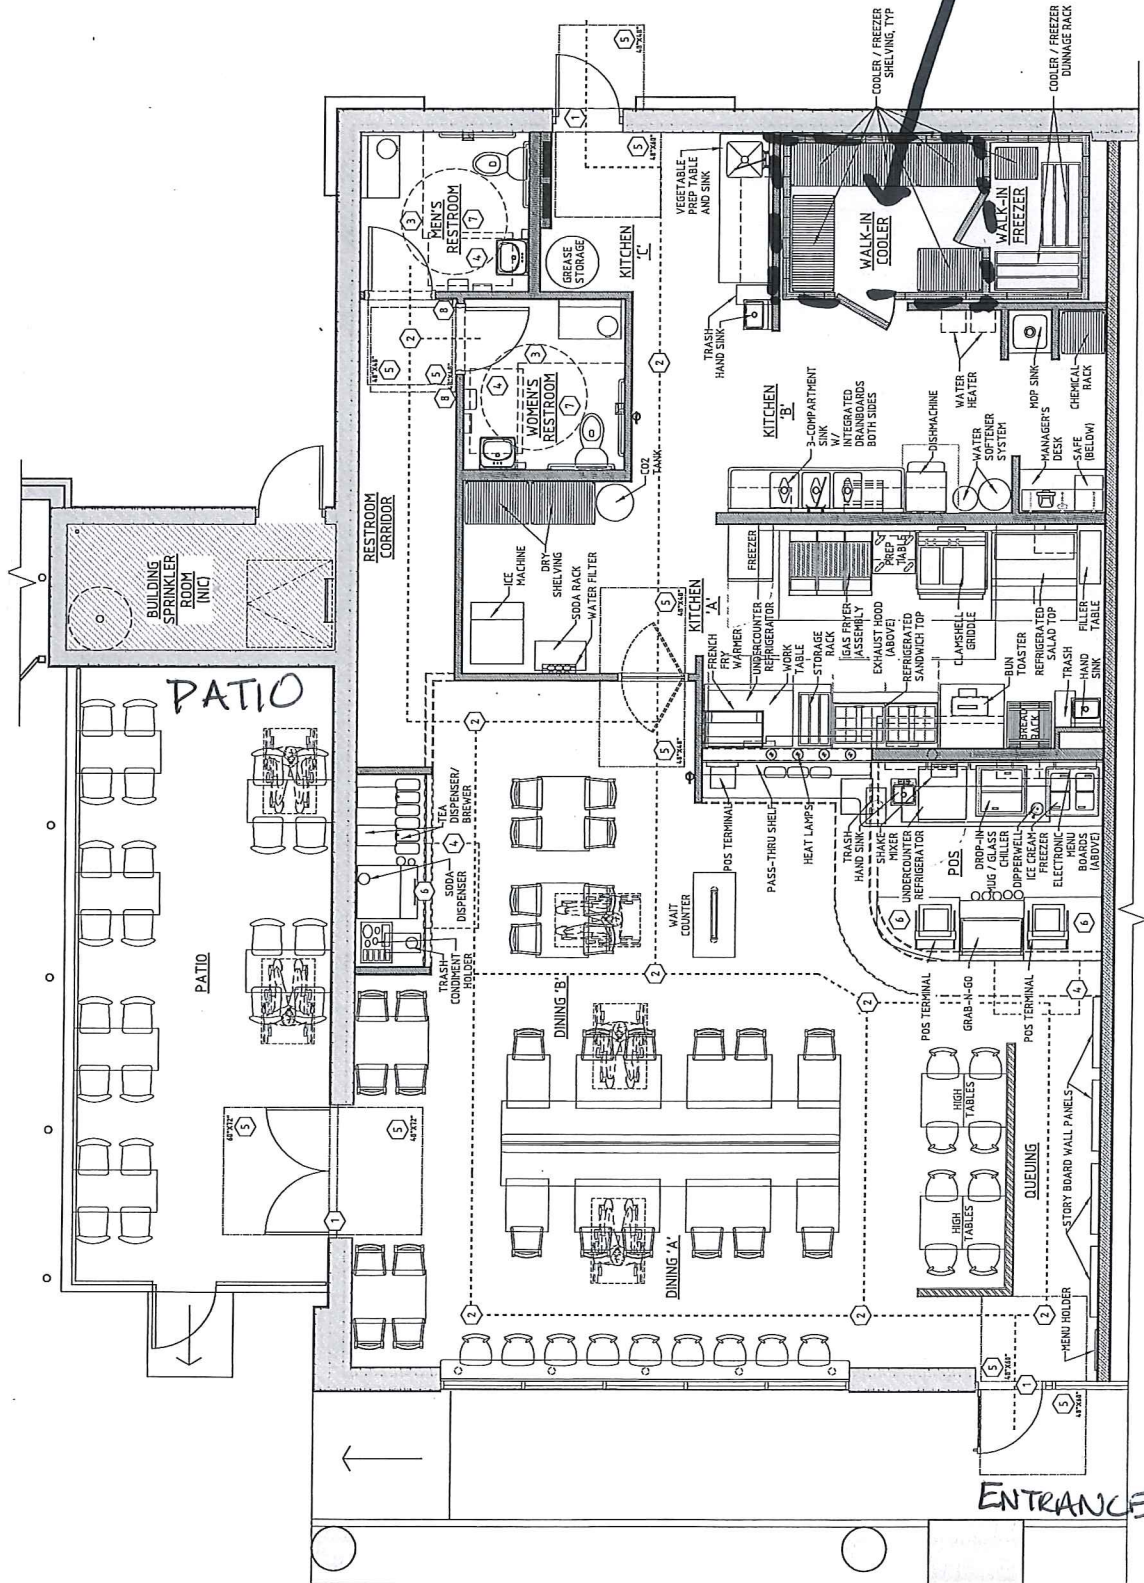 PATIO
ENTRANCE
BUILDING
SPRINKLER
ROOM
(NIC)
PATIO
RESTROOM
CORRIDOR
MEN'S
RESTROOM
WOMEN'S
RESTROOM
GREASE
STORAGE
KITCHEN
'C'
VEGETABLE
PREP TABLE
AND SINK
COOLER / FREEZER
SHELVING, TYP
COOLER / FREEZER
DUNNAGE RACK
WALK-IN
COOLER
WALK-IN
FREEZER
TRASH
HAND SINK
CO2
TANK
KITCHEN
'B'
3-COMPARTMENT
SINK
W/
INTEGRATED
DRAINBOARDS
BOTH SIDES
DISHMACHINE
WATER
HEATER
WATER
SOFTENER
SYSTEM
MOP SINK
MANAGER'S
DESK
CHEMICAL
RACK
SAFE
(BELOW)
ICE
MACHINE
DRY
SHELVING
SODA RACK
WATER FILTER
KITCHEN
'A'
FREEZER
FRENCH
FRY
WARMER
UNDERCOUNTER
REFRIGERATOR
WORK
TABLE
STORAGE
RACK
GAS FRYER
ASSEMBLY
EXHAUST HOOD
(ABOVE)
REFRIGERATED
SANDWICH TOP
PREP
TABLE
CLAMSHELL
GRIDDLE
BUN
TOASTER
REFRIGERATED
SALAD TOP
BREAD
RACK
FILLER
TABLE
TRASH
HAND
SINK
TEA
DISPENSER/
BREWER
SODA
DISPENSER
TRASH
CONDIMENT
HOLDER
POS TERMINAL
PASS-THRU SHELF
HEAT LAMPS
TRASH
HAND SINK
SHAKE
MIXER
UNDERCOUNTER
REFRIGERATOR
POS
DROP-IN
MUG / GLASS
CHILLER
DIPPERWELL
ICE CREAM
FREEZER
ELECTRONIC
MENU
BOARDS
(ABOVE)
WAIT
COUNTER
DINING 'B'
POS TERMINAL
GRAB-N-GO
POS TERMINAL
DINING 'A'
HIGH
TABLES
HIGH
TABLES
QUEUING
STORY BOARD WALL PANELS
MENU HOLDER